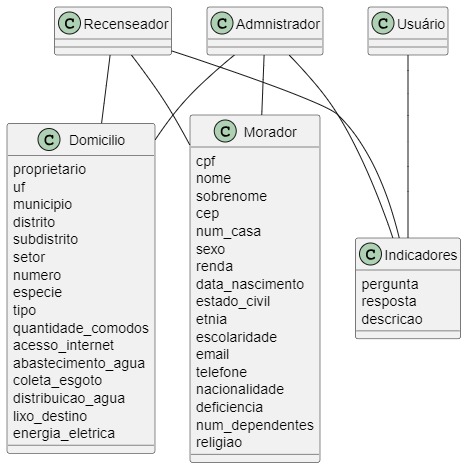 C Recenseador
C Admnistrador
C Usuário
C Domicilio
proprietario
uf
municipio
distrito
subdistrito
setor
numero
especie
tipo
quantidade_comodos
acesso_internet
abastecimento_agua
coleta_esgoto
distribuicao_agua
lixo_destino
energia_eletrica
C Morador
cpf
nome
sobrenome
cep
num_casa
sexo
renda
data_nascimento
estado_civil
etnia
escolaridade
email
telefone
nacionalidade
deficiencia
num_dependentes
religiao
C Indicadores
pergunta
resposta
descricao